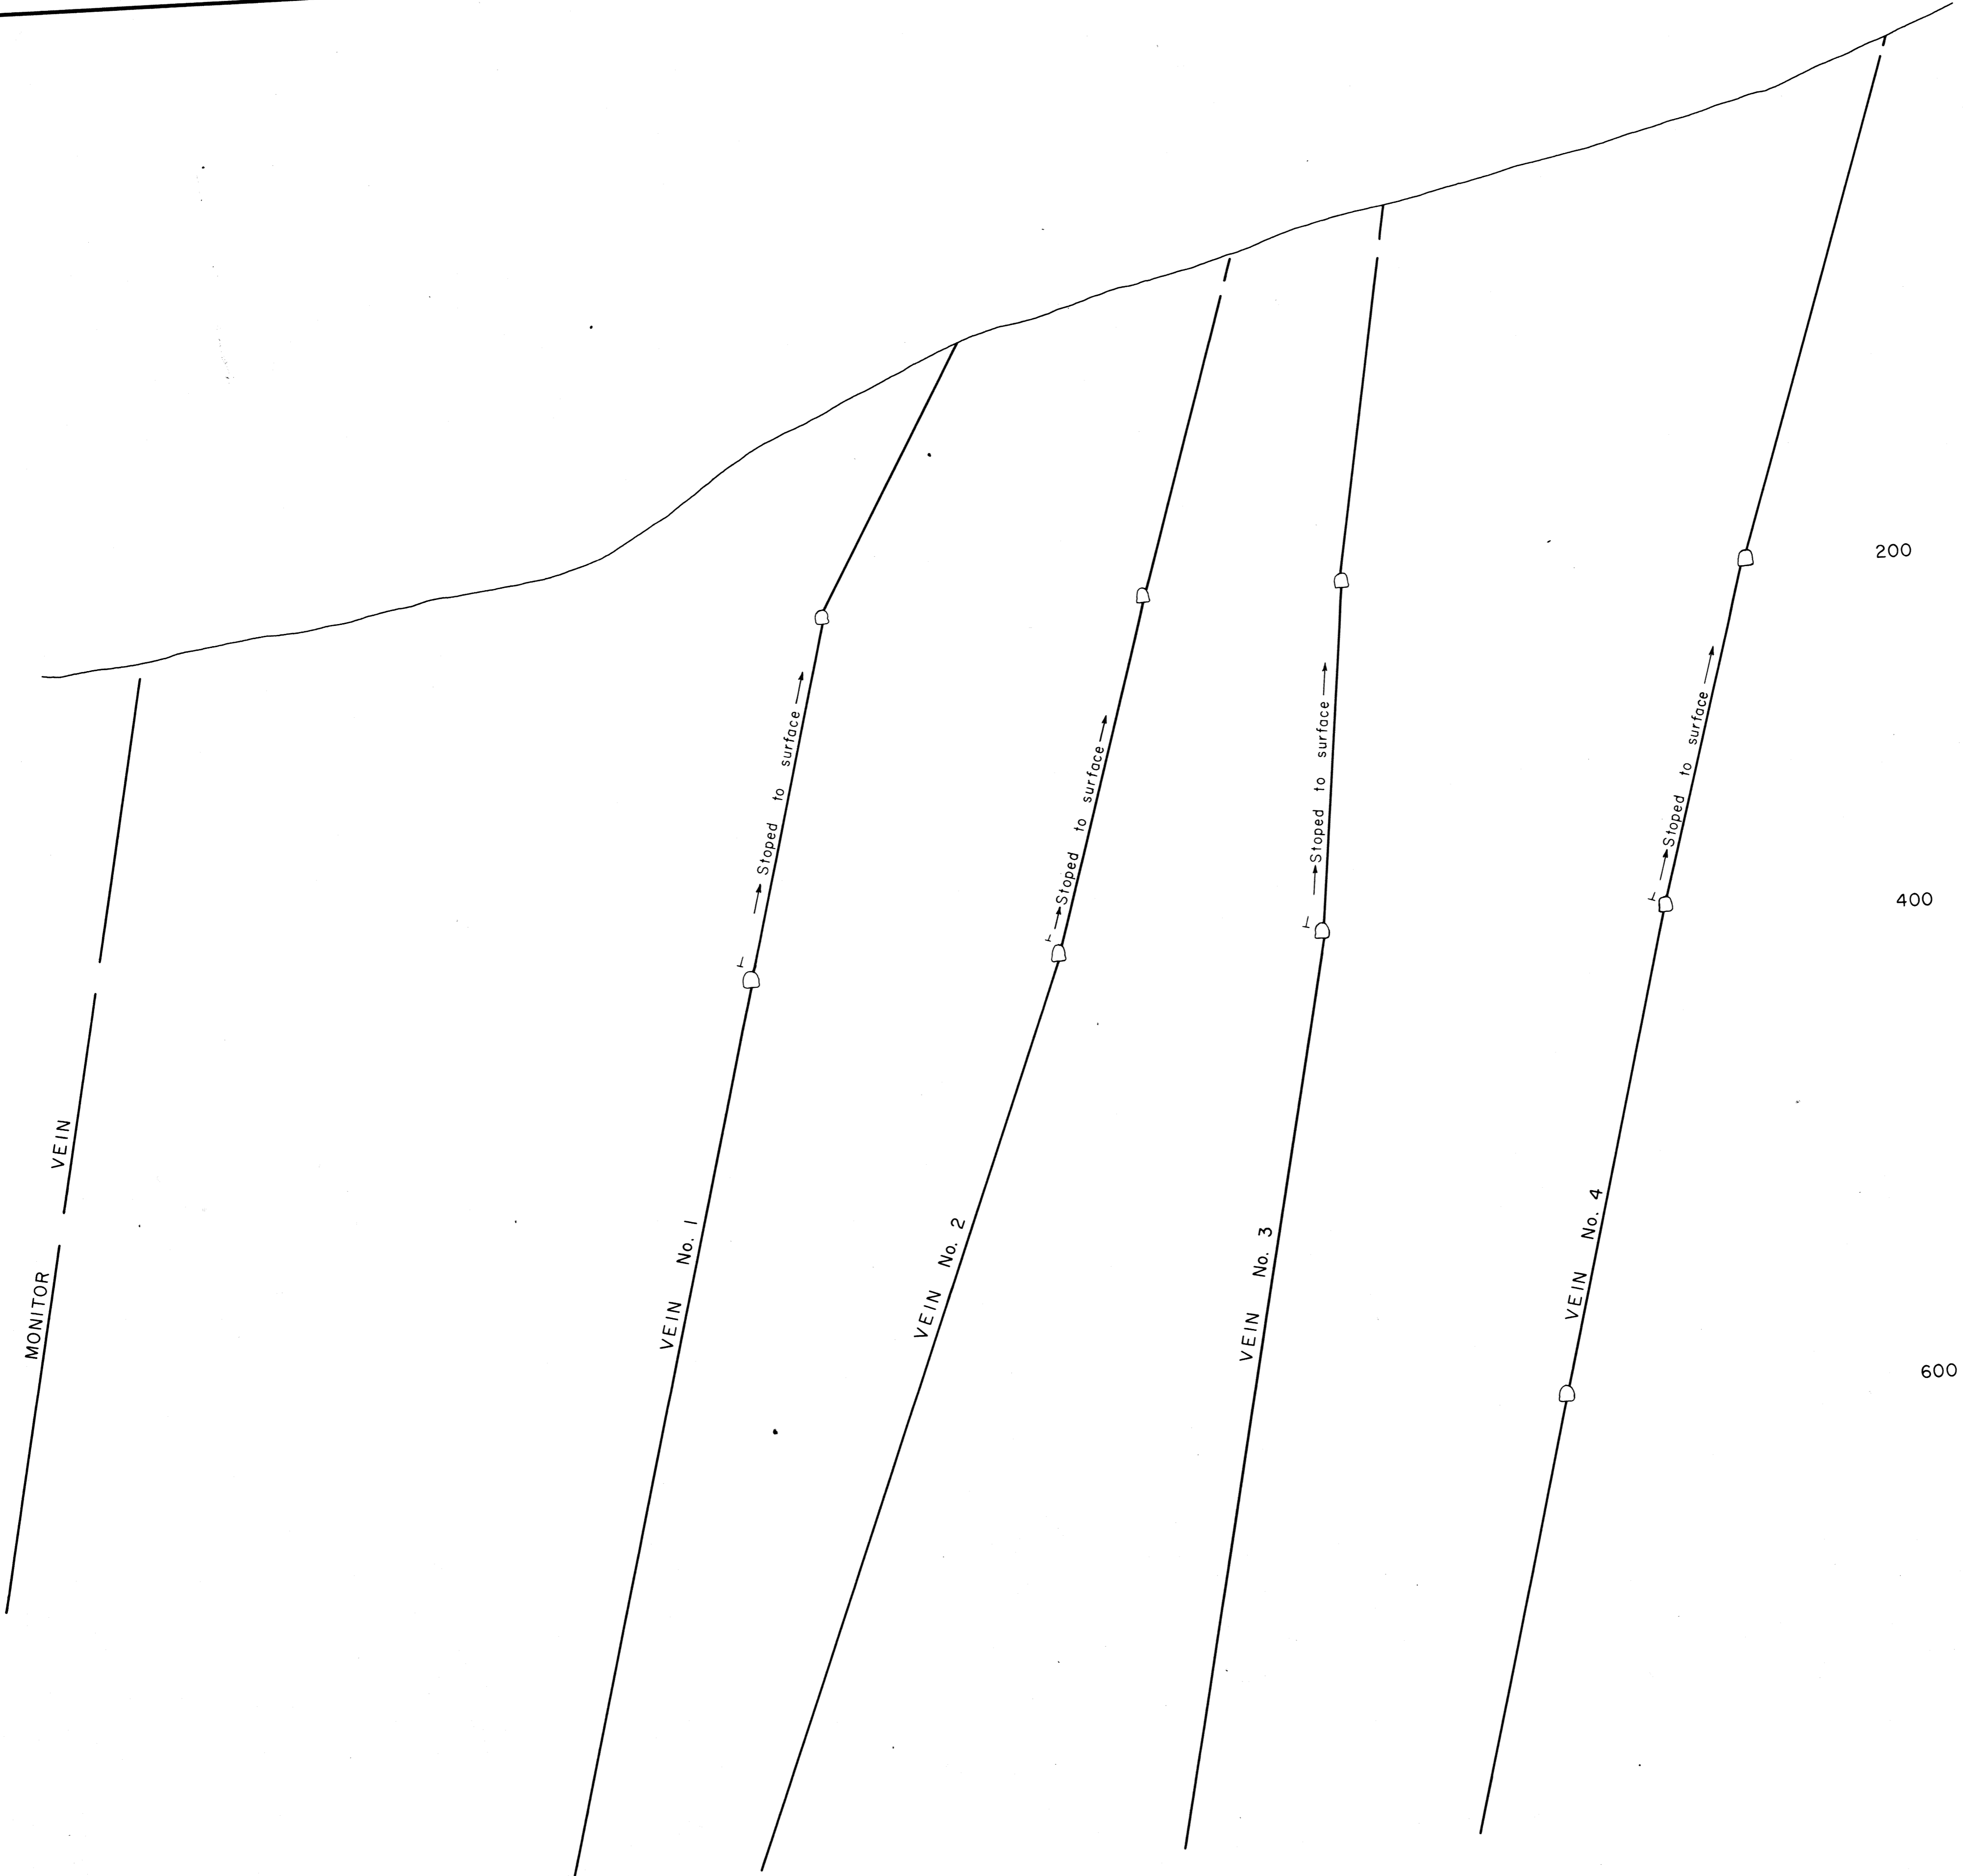 MONITOR VEIN
VEIN No. 1
Stoped to surface
VEIN No. 2
Stoped to surface
VEIN No. 3
Stoped to surface
VEIN No. 4
Stoped to surface
200
400
600